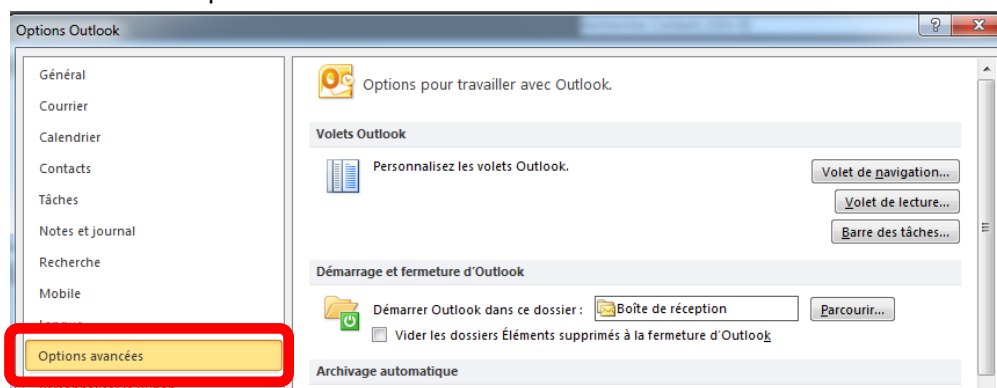 Options Outlook
Général
Courrier
Calendrier
Contacts
Tâches
Notes et journal
Recherche
Mobile
Options avancées
Options pour travailler avec Outlook.
Volets Outlook
Personnalisez les volets Outlook.
Volet de navigation...
Volet de lecture...
Barre des tâches...
Démarrage et fermeture d'Outlook
Démarrer Outlook dans ce dossier : Boîte de réception Parcourir...
Vider les dossiers Éléments supprimés à la fermeture d'Outlook
Archivage automatique